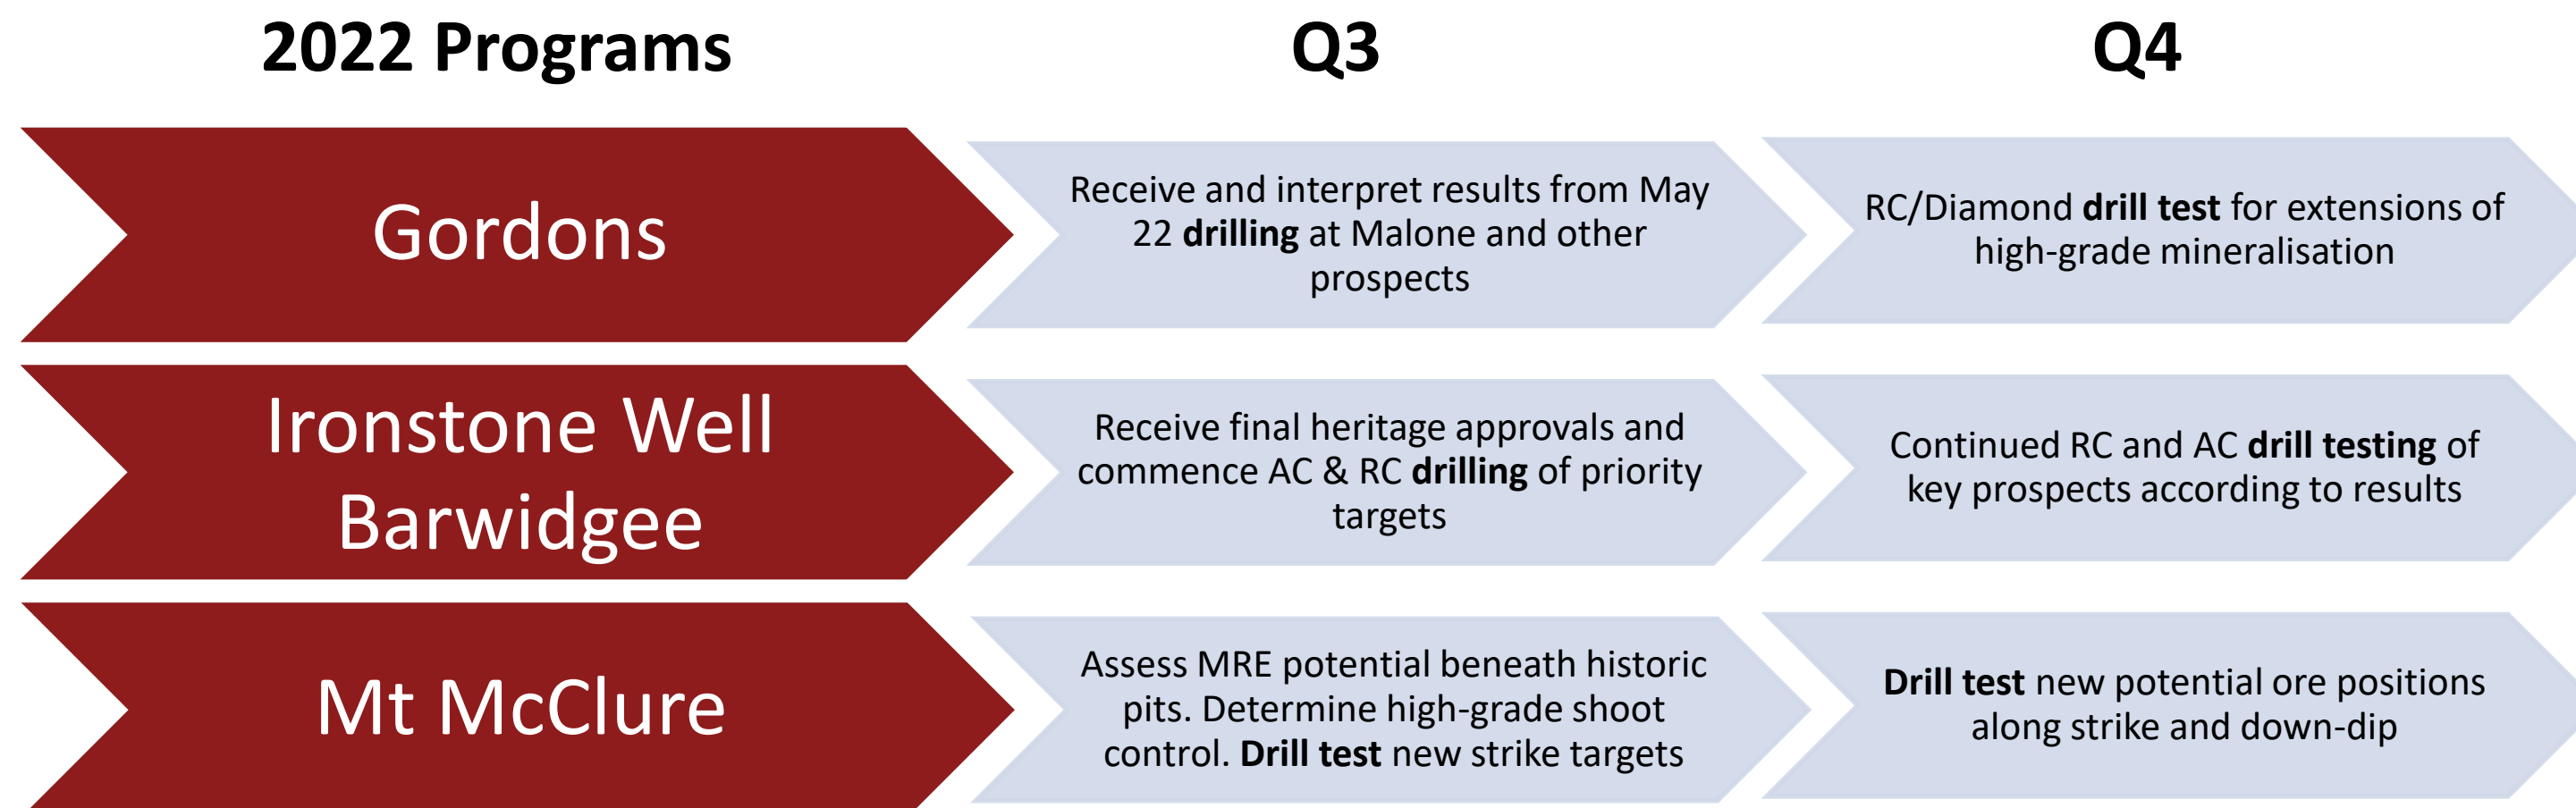 2022 Programs
Q3
Q4
Gordons
Receive and interpret results from May
22 drilling at Malone and other
prospects
RC/Diamond drill test for extensions of
high-grade mineralisation
Ironstone Well
Barwidgee
Receive final heritage approvals and
commence AC & RC drilling of priority
targets
Continued RC and AC drill testing of
key prospects according to results
Mt McClure
Assess MRE potential beneath historic
pits. Determine high-grade shoot
control. Drill test new strike targets
Drill test new potential ore positions
along strike and down-dip